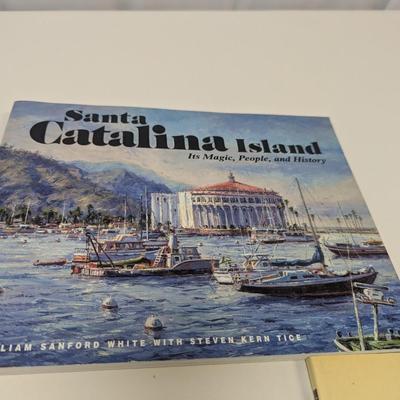 Santa
Catalina Island
Its Magic, People, and History
LIAM SANFORD WHITE WITH STEVEN KERN TICE